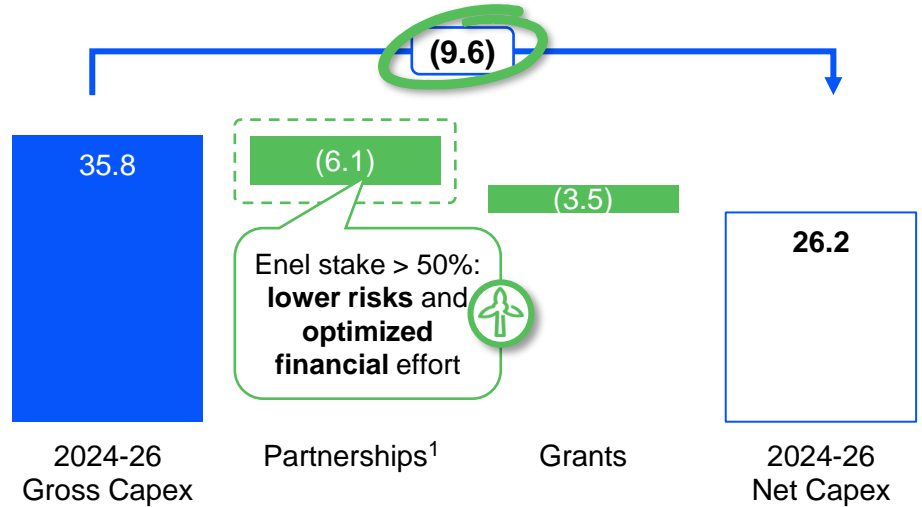 (9.6)
35.8
(6.1)
(3.5)
26.2
Enel stake > 50%:
lower risks and
optimized
financial effort
2024-26
Gross Capex
Partnerships¹
Grants
2024-26
Net Capex